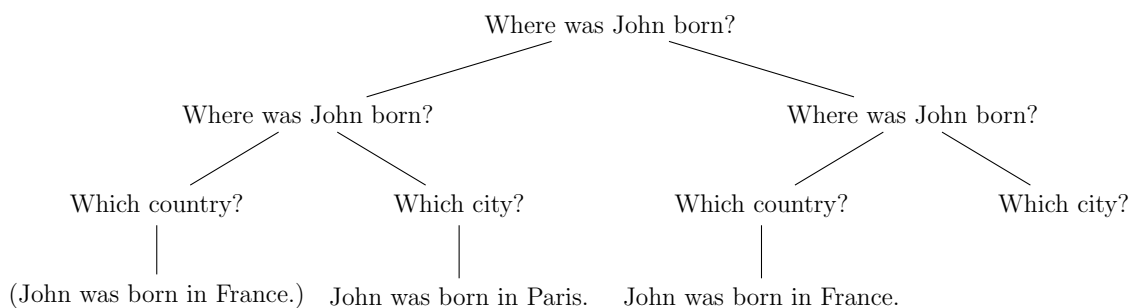 Where was John born?
Where was John born? Where was John born?
Which country? Which city? Which country? Which city?
(John was born in France.) John was born in Paris. John was born in France.